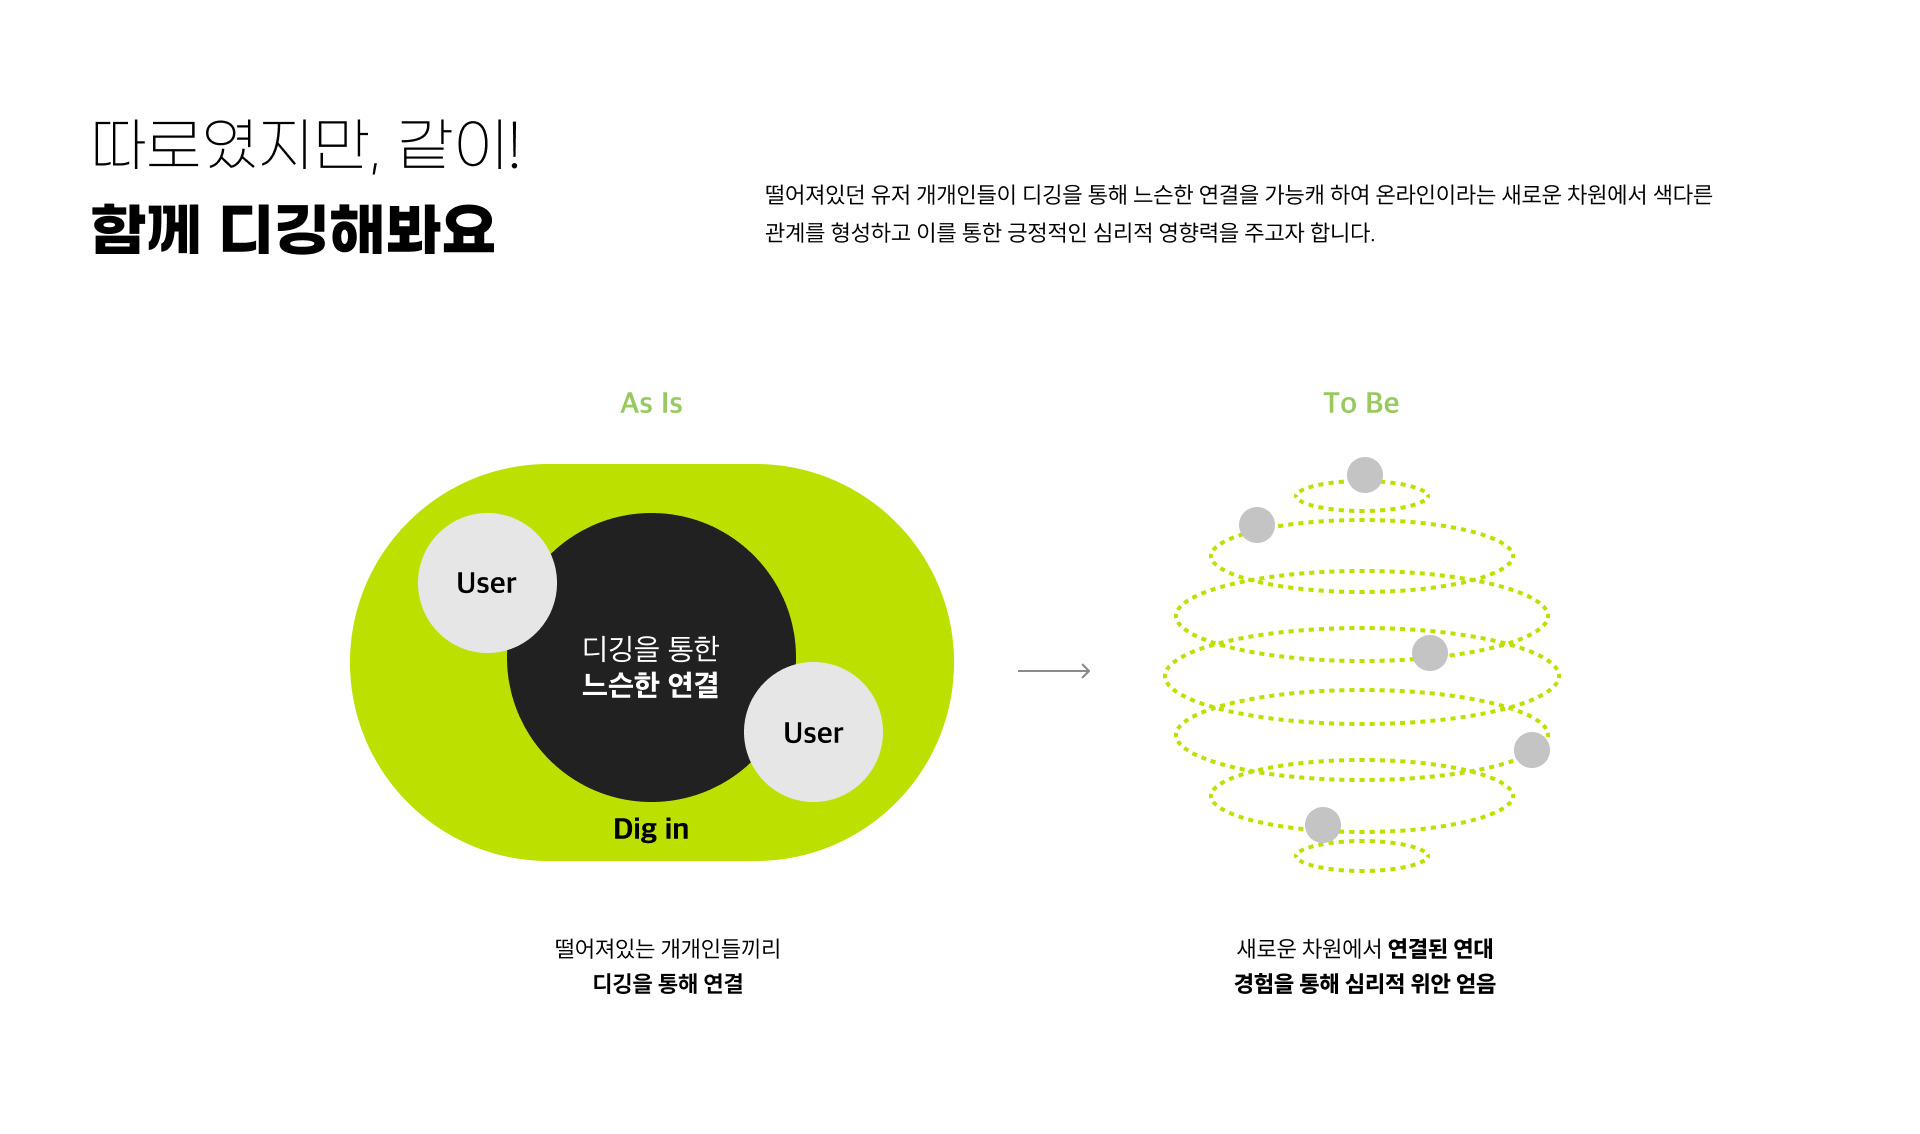 따로였지만, 같이!
함께 디깅해봐요
떨어져있던 유저 개개인들이 디깅을 통해 느슨한 연결을 가능캐 하여 온라인이라는 새로운 차원에서 색다른
관계를 형성하고 이를 통한 긍정적인 심리적 영향력을 주고자 합니다.
As Is
User
디깅을 통한
느슨한 연결
User
Dig in
떨어져있는 개개인들끼리
디깅을 통해 연결
To Be
새로운 차원에서 연결된 연대
경험을 통해 심리적 위안 얻음